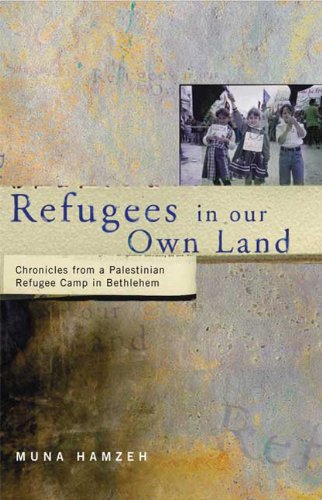 Refugees in our
Own Land
Chronicles from a Palestinian
Refugee Camp in Bethlehem
MUNA HAMZEH